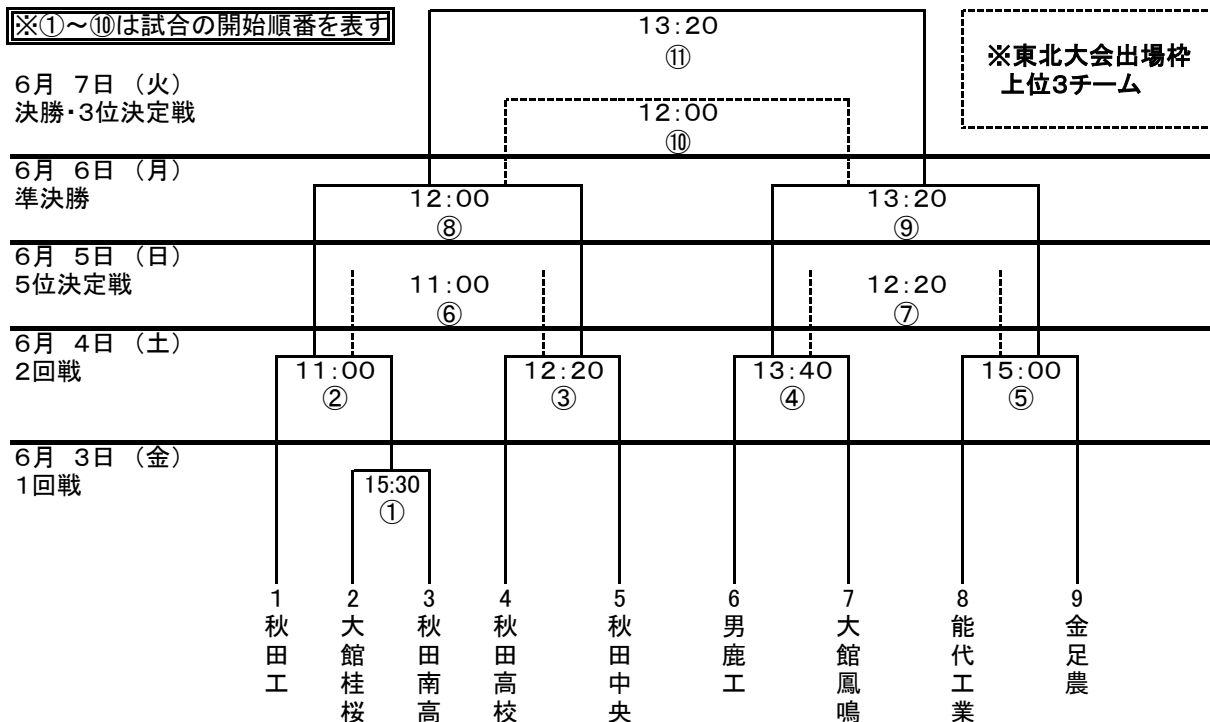 ※①～⑩は試合の開始順番を表す
13:20
⑪
※東北大会出場枠
上位3チーム
6月 7日 (火)
決勝・3位決定戦
12:00
⑩
6月 6日 (月)
準決勝
12:00
⑧
13:20
⑨
6月 5日 (日)
5位決定戦
11:00
⑥
12:20
⑦
6月 4日 (土)
2回戦
11:00
②
12:20
③
13:40
④
15:00
⑤
6月 3日 (金)
1回戦
15:30
①
1
秋田工
2
大館桂桜
3
秋田南高
4
秋田高校
5
秋田中央
6
男鹿工
7
大館鳳鳴
8
能代工業
9
金足農